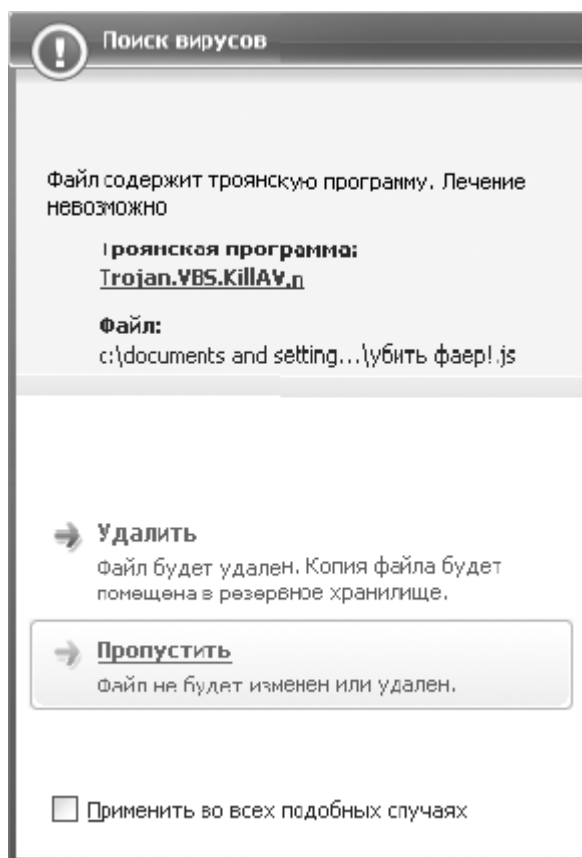 Поиск вирусов
Файл содержит троянскую программу. Лечение
невозможно
Троянская программа:
Trojan.VBS.KillAV.n
Файл:
c:\documents and setting...\убить фаер!.js
Удалить
Файл будет удален. Копия файла будет
помещена в резервное хранилище.
Пропустить
Файл не будет изменен или удален.
Применить во всех подобных случаях